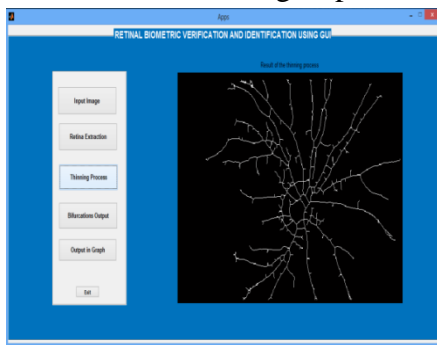 Apps
RETINAL BIOMETRIC VERIFICATION AND IDENTIFICATION USING GUI
Result of the thinning process
Input Image
Retina Extraction
Thinning Process
Bifurcations Output
Output in Graph
Exit